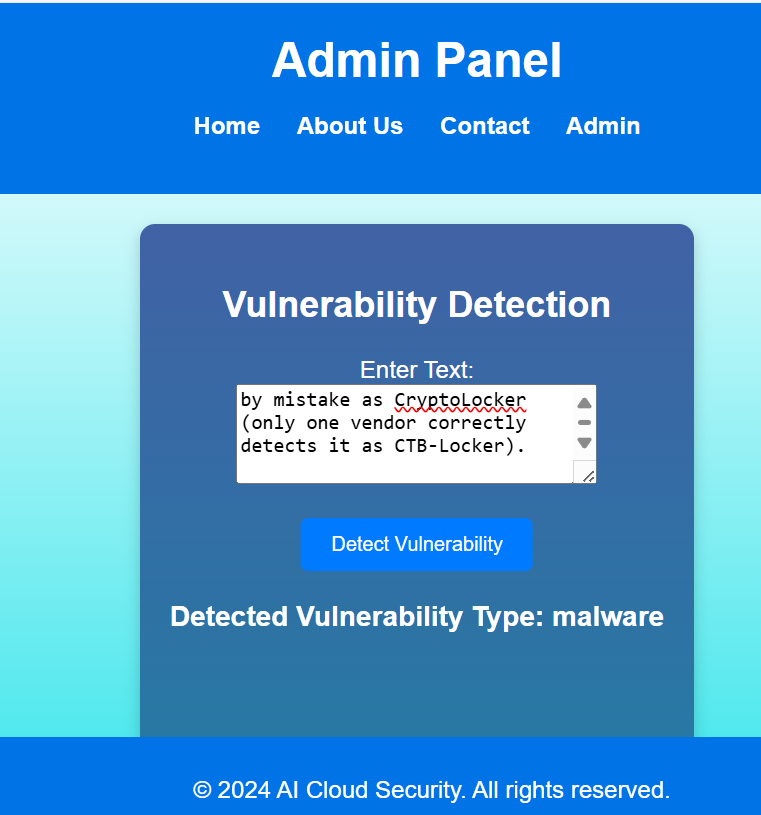 Admin Panel
Home About Us Contact Admin
Vulnerability Detection
Enter Text:
by mistake as CryptoLocker
(only one vendor correctly
detects it as CTB-Locker).
Detect Vulnerability
Detected Vulnerability Type: malware
© 2024 AI Cloud Security. All rights reserved.